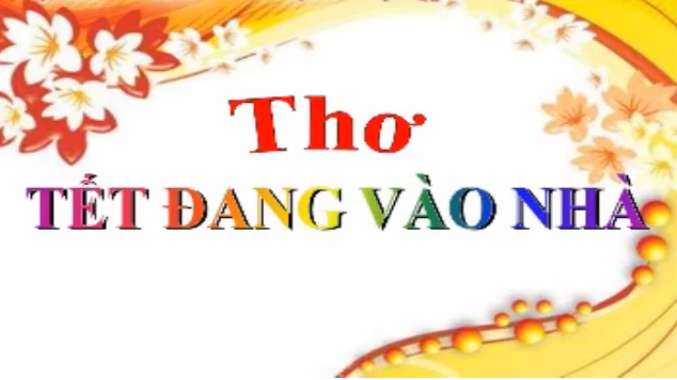 Thơ
TẾT ĐANG VÀO NHÀ